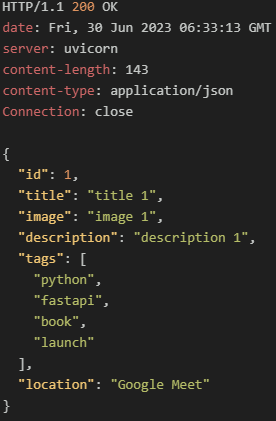 HTTP/1.1 200 OK
date: Fri, 30 Jun 2023 06:33:13 GMT
server: uvicorn
content-length: 143
content-type: application/json
Connection: close

{
  "id": 1,
  "title": "title 1",
  "image": "image 1",
  "description": "description 1",
  "tags": [
    "python",
    "fastapi",
    "book",
    "launch"
  ],
  "location": "Google Meet"
}